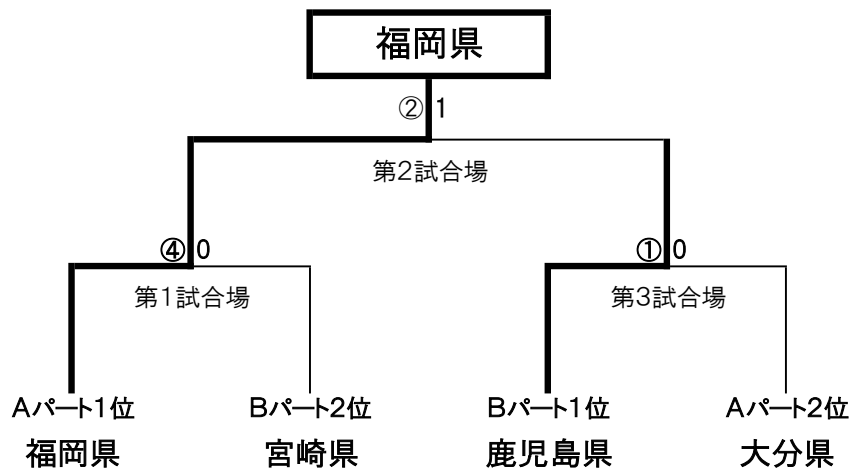 福岡県
② 1
第2試合場
④ 0
① 0
第1試合場
第3試合場
Aパート1位
Bパート2位
Bパート1位
Aパート2位
福岡県
宮崎県
鹿児島県
大分県